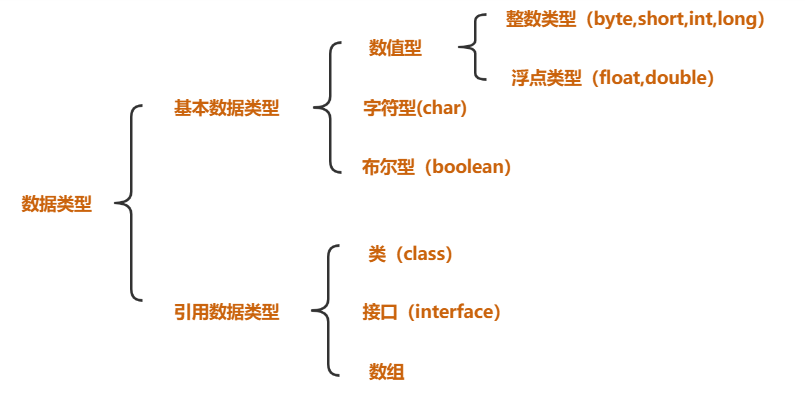 整数类型（byte,short,int,long）
数值型
浮点类型（float,double）
基本数据类型
字符型(char)
布尔型（boolean）
数据类型
类（class）
引用数据类型
接口（interface）
数组